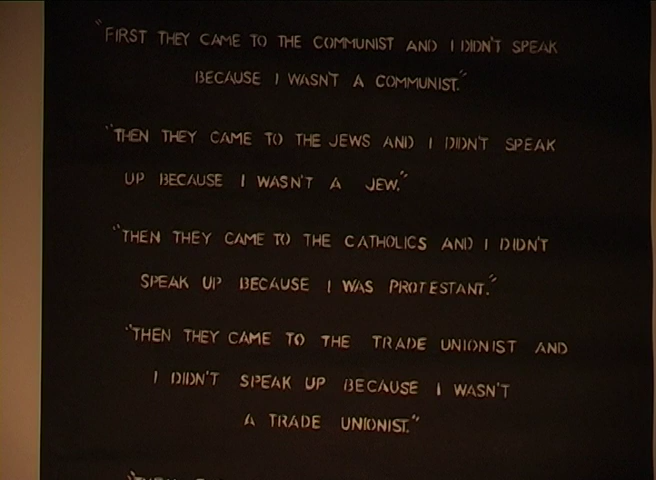 "FIRST THEY CAME TO THE COMMUNIST AND I DIDN'T SPEAK
BECAUSE I WASN'T A COMMUNIST."
"THEN THEY CAME TO THE JEWS AND I DIDN'T SPEAK
UP BECAUSE I WASN'T A JEW."
"THEN THEY CAME TO THE CATHOLICS AND I DIDN'T
SPEAK UP BECAUSE I WAS PROTESTANT."
"THEN THEY CAME TO THE TRADE UNIONIST AND
I DIDN'T SPEAK UP BECAUSE I WASN'T
A TRADE UNIONIST."